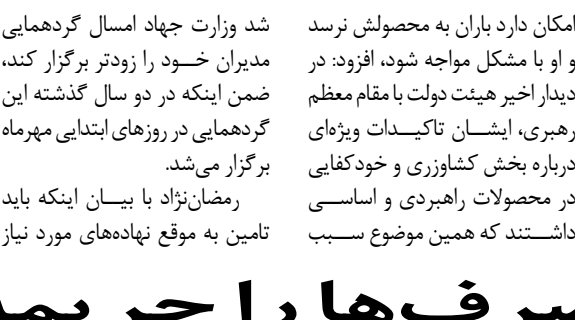 امکان دارد باران به محصولش نرسد
و او با مشکل مواجه شود، افزود: در
دیدار اخیر هیئت دولت با مقام معظم
رهبری، ایشان تاکیدات ویژه‌ای
درباره بخش کشاورزی و خودکفایی
در محصولات راهبردی و اساسی
داشتند که همین موضوع سبب
شد وزارت جهاد امسال گردهمایی
مدیران خود را زودتر برگزار کند،
ضمن اینکه در دو سال گذشته این
گردهمایی در روزهای ابتدایی مهرماه
برگزار می‌شد.
رمضان‌نژاد با بیان اینکه باید
تامین به موقع نهاده‌های مورد نیاز